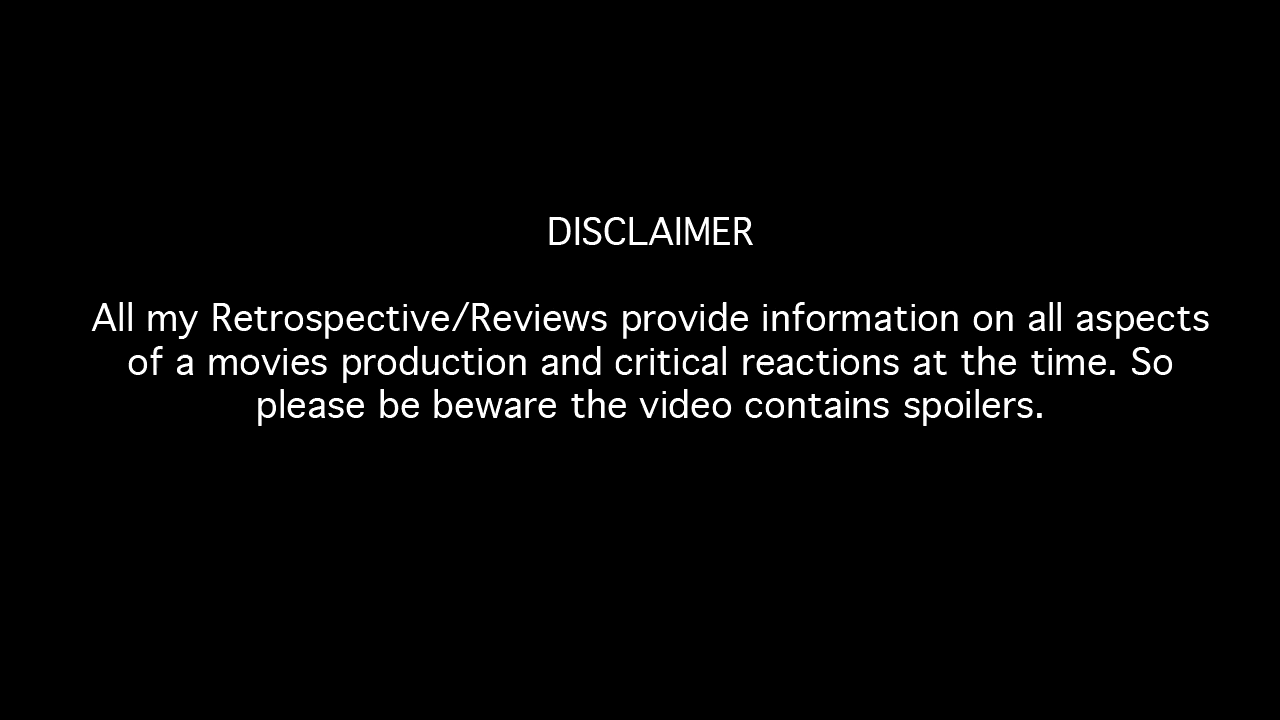 DISCLAIMER
All my Retrospective/Reviews provide information on all aspects
of a movies production and critical reactions at the time. So
please be beware the video contains spoilers.